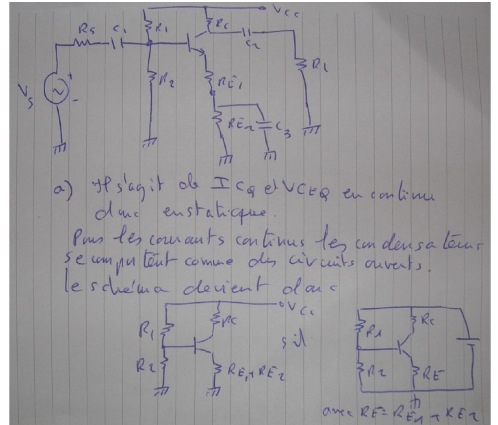 Vcc
Rs C1 R1 Rc C2
R1
Vs + - R2 RE1
RE2 C3
a) Il s'agit de ICQ et VCEQ en continu
donc en statique.
Pour les courants continus les condensateurs
se comportent comme des circuits ouverts.
le schéma devient donc
Vcc
R1 RC R1 Rc
soit
R2 RE1+RE2 R2 RE
avec RE = RE1 + RE2